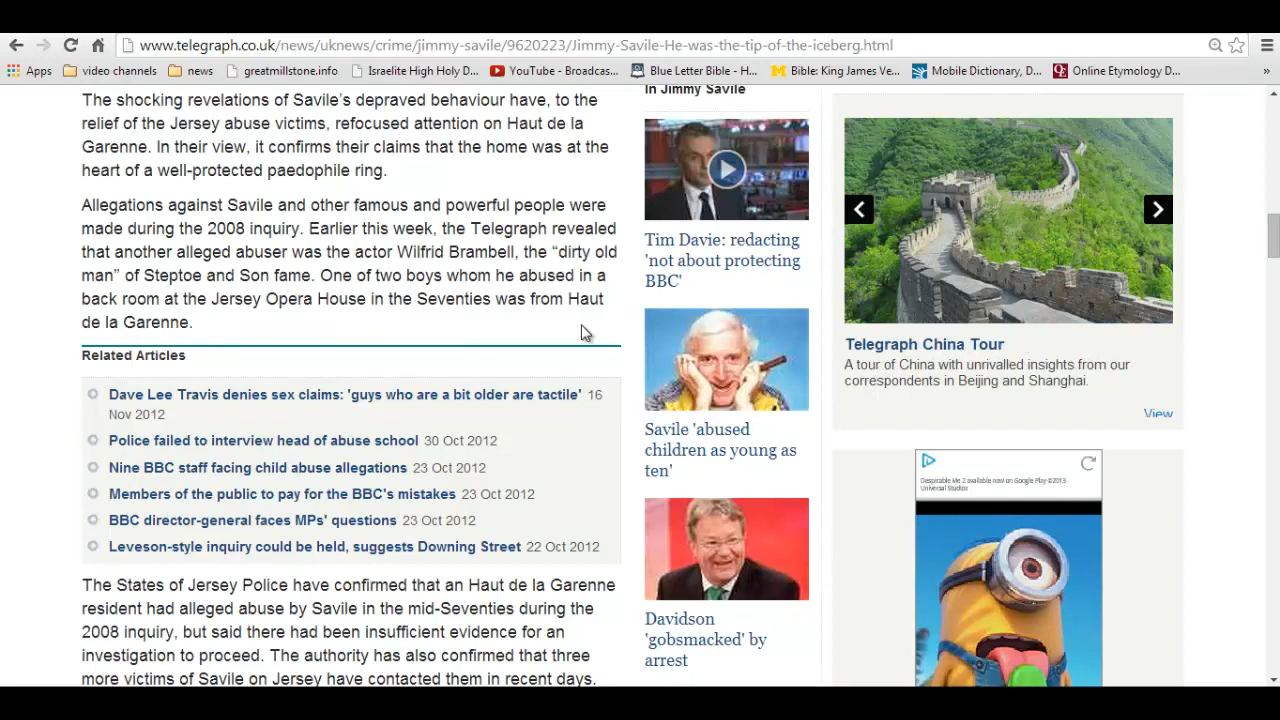 www.telegraph.co.uk/news/uknews/crime/jimmy-savile/9620223/Jimmy-Savile-He-was-the-tip-of-the-iceberg.html
Apps video channels news greatmillstone.info Israelite High Holy D... YouTube - Broadcas... Blue Letter Bible - H... Bible: King James Ve... Mobile Dictionary, D... Online Etymology D... »
The shocking revelations of Savile's depraved behaviour have, to the
relief of the Jersey abuse victims, refocused attention on Haut de la
Garenne. In their view, it confirms their claims that the home was at the
heart of a well-protected paedophile ring.
Allegations against Savile and other famous and powerful people were
made during the 2008 inquiry. Earlier this week, the Telegraph revealed
that another alleged abuser was the actor Wilfrid Brambell, the “dirty old
man” of Steptoe and Son fame. One of two boys whom he abused in a
back room at the Jersey Opera House in the Seventies was from Haut
de la Garenne.
Related Articles
Dave Lee Travis denies sex claims: 'guys who are a bit older are tactile' 16
Nov 2012
Police failed to interview head of abuse school 30 Oct 2012
Nine BBC staff facing child abuse allegations 23 Oct 2012
Members of the public to pay for the BBC's mistakes 23 Oct 2012
BBC director-general faces MPs' questions 23 Oct 2012
Leveson-style inquiry could be held, suggests Downing Street 22 Oct 2012
The States of Jersey Police have confirmed that an Haut de la Garenne
resident had alleged abuse by Savile in the mid-Seventies during the
2008 inquiry, but said there had been insufficient evidence for an
investigation to proceed. The authority has also confirmed that three
more victims of Savile on Jersey have contacted them in recent days.
In Jimmy Savile
Tim Davie: redacting
'not about protecting
BBC'
Savile 'abused
children as young as
ten'
Davidson
'gobsmacked' by
arrest
Telegraph China Tour
A tour of China with unrivalled insights from our
correspondents in Beijing and Shanghai.
View
Despicable Me 2 available now on Google Play ©2013
Universal Studios